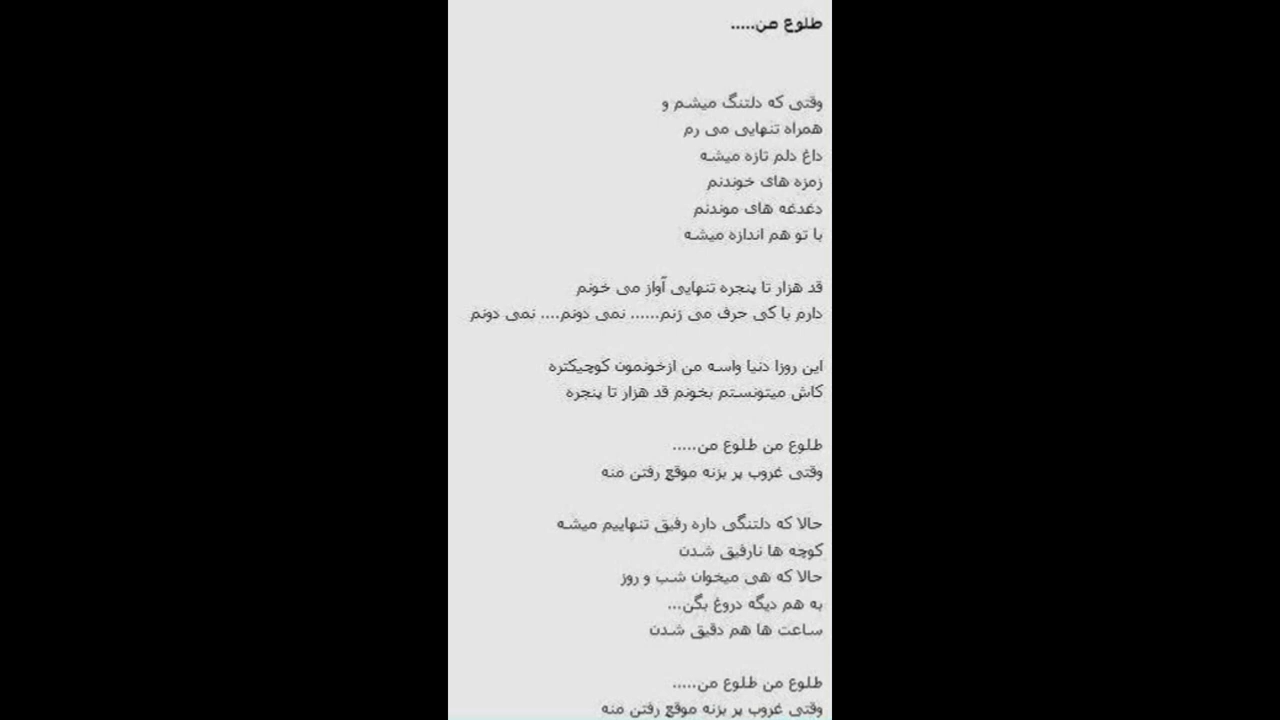 طلوع من.....
وقتی که دلتنگ میشم و
همراه تنهایی می رم
داغ دلم تازه میشه
زمزه های خوندنم
دغدغه های موندنم
با تو هم اندازه میشه
قد هزار تا پنجره تنهایی آواز می خونم
دارم با کی حرف می زنم...... نمی دونم.... نمی دونم
این روزا دنیا واسه من ازخونمون کوچیکتره
کاش میتونستم بخونم قد هزار تا پنجره
طلوع من طلوع من.....
وقتی غروب پر بزنه موقع رفتن منه
حالا که دلتنگی داره رفیق تنهاییم میشه
کوچه ها نارفیق شدن
حالا که هی میخوان شب و روز
به هم دیگه دروغ بگن...
ساعت ها هم دقیق شدن
طلوع من طلوع من.....
وقتی غروب پر بزنه موقع رفتن منه